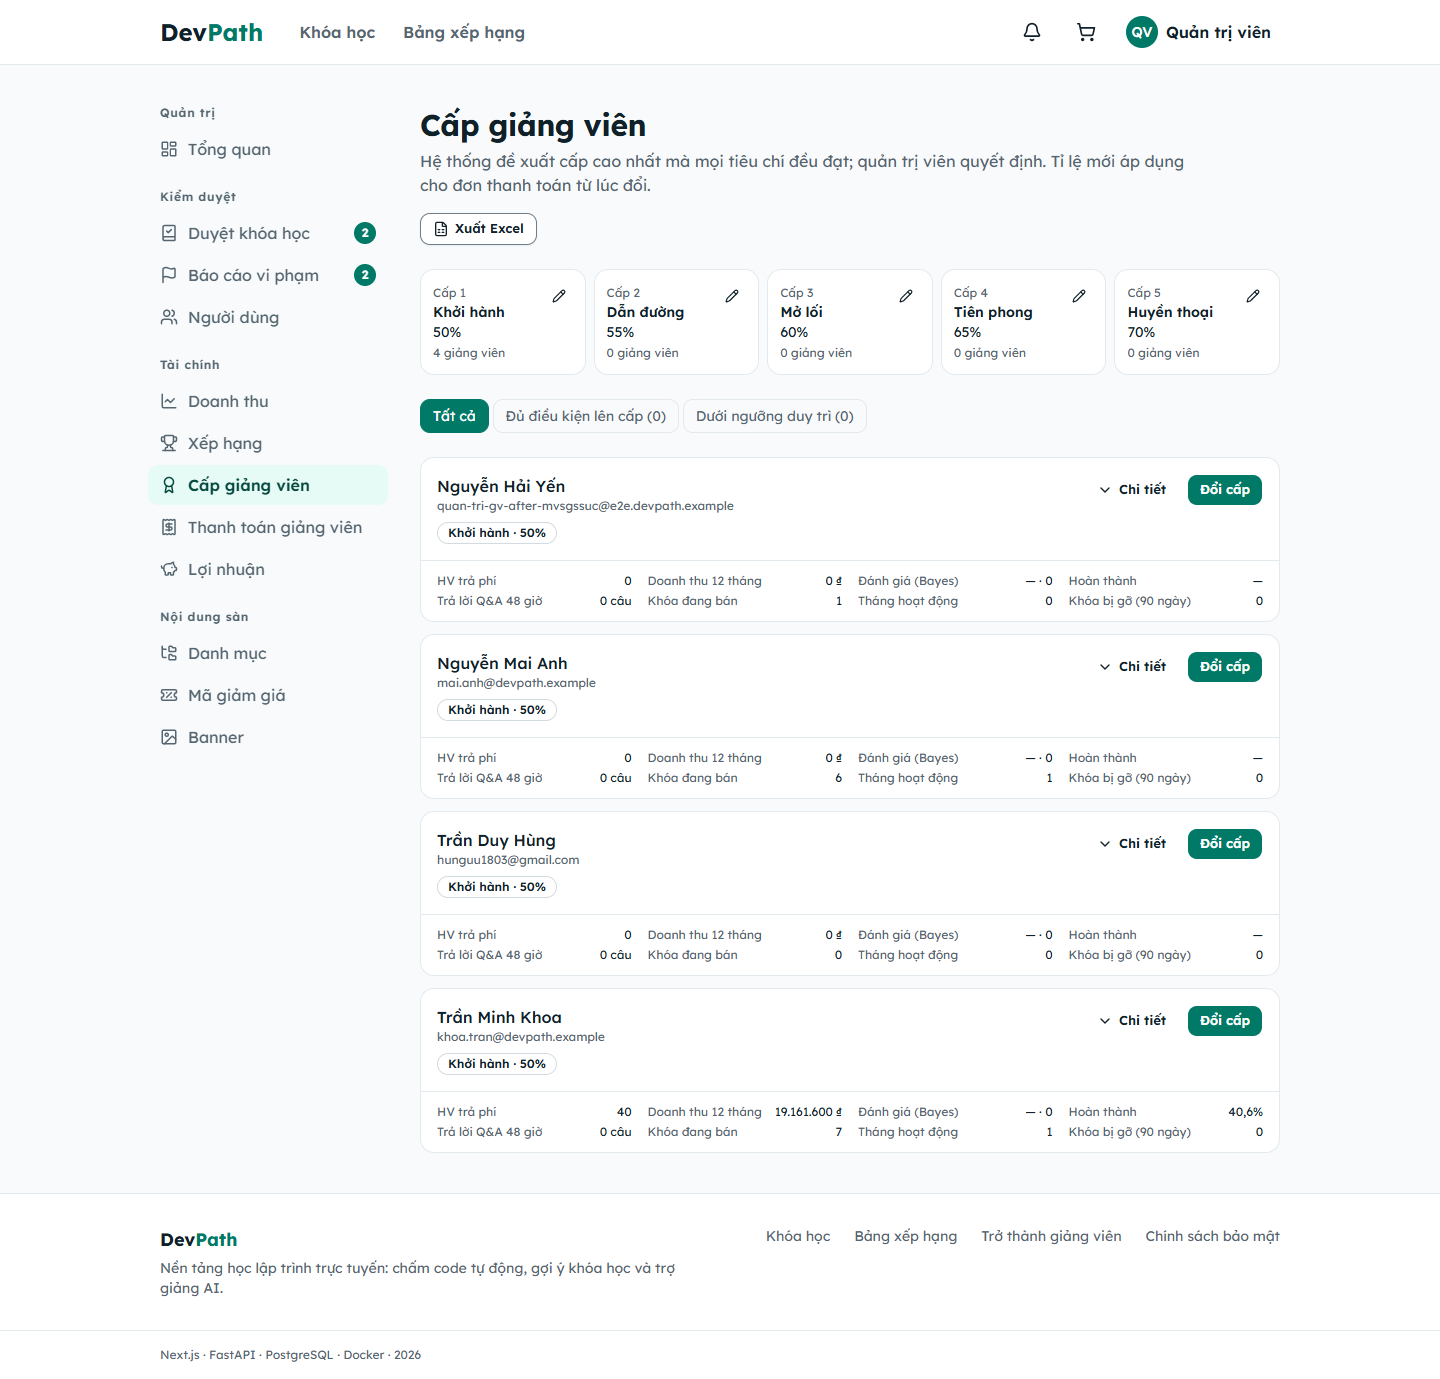 DevPath
Khóa học
Bảng xếp hạng
QV
Quản trị viên
Quản trị
Tổng quan
Kiểm duyệt
Duyệt khóa học
2
Báo cáo vi phạm
2
Người dùng
Tài chính
Doanh thu
Xếp hạng
Cấp giảng viên
Thanh toán giảng viên
Lợi nhuận
Nội dung sàn
Danh mục
Mã giảm giá
Banner
Cấp giảng viên
Hệ thống đề xuất cấp cao nhất mà mọi tiêu chí đều đạt; quản trị viên quyết định. Tỉ lệ mới áp dụng
cho đơn thanh toán từ lúc đổi.
Xuất Excel
Cấp 1
Khởi hành
50%
4 giảng viên
Cấp 2
Dẫn đường
55%
0 giảng viên
Cấp 3
Mở lối
60%
0 giảng viên
Cấp 4
Tiên phong
65%
0 giảng viên
Cấp 5
Huyền thoại
70%
0 giảng viên
Tất cả
Đủ điều kiện lên cấp (0)
Dưới ngưỡng duy trì (0)
Nguyễn Hải Yến
quan-tri-gv-after-mvsgssuc@e2e.devpath.example
Khởi hành · 50%
Chi tiết
Đổi cấp
HV trả phí 0 Doanh thu 12 tháng 0 ₫ Đánh giá (Bayes) — · 0 Hoàn thành —
Trả lời Q&A 48 giờ 0 câu Khóa đang bán 1 Tháng hoạt động 0 Khóa bị gỡ (90 ngày) 0
Nguyễn Mai Anh
mai.anh@devpath.example
Khởi hành · 50%
Chi tiết
Đổi cấp
HV trả phí 0 Doanh thu 12 tháng 0 ₫ Đánh giá (Bayes) — · 0 Hoàn thành —
Trả lời Q&A 48 giờ 0 câu Khóa đang bán 6 Tháng hoạt động 1 Khóa bị gỡ (90 ngày) 0
Trần Duy Hùng
hunguu1803@gmail.com
Khởi hành · 50%
Chi tiết
Đổi cấp
HV trả phí 0 Doanh thu 12 tháng 0 ₫ Đánh giá (Bayes) — · 0 Hoàn thành —
Trả lời Q&A 48 giờ 0 câu Khóa đang bán 0 Tháng hoạt động 0 Khóa bị gỡ (90 ngày) 0
Trần Minh Khoa
khoa.tran@devpath.example
Khởi hành · 50%
Chi tiết
Đổi cấp
HV trả phí 40 Doanh thu 12 tháng 19.161.600 ₫ Đánh giá (Bayes) — · 0 Hoàn thành 40,6%
Trả lời Q&A 48 giờ 0 câu Khóa đang bán 7 Tháng hoạt động 1 Khóa bị gỡ (90 ngày) 0
DevPath
Nền tảng học lập trình trực tuyến: chấm code tự động, gợi ý khóa học và trợ
giảng AI.
Khóa học
Bảng xếp hạng
Trở thành giảng viên
Chính sách bảo mật
Next.js · FastAPI · PostgreSQL · Docker · 2026